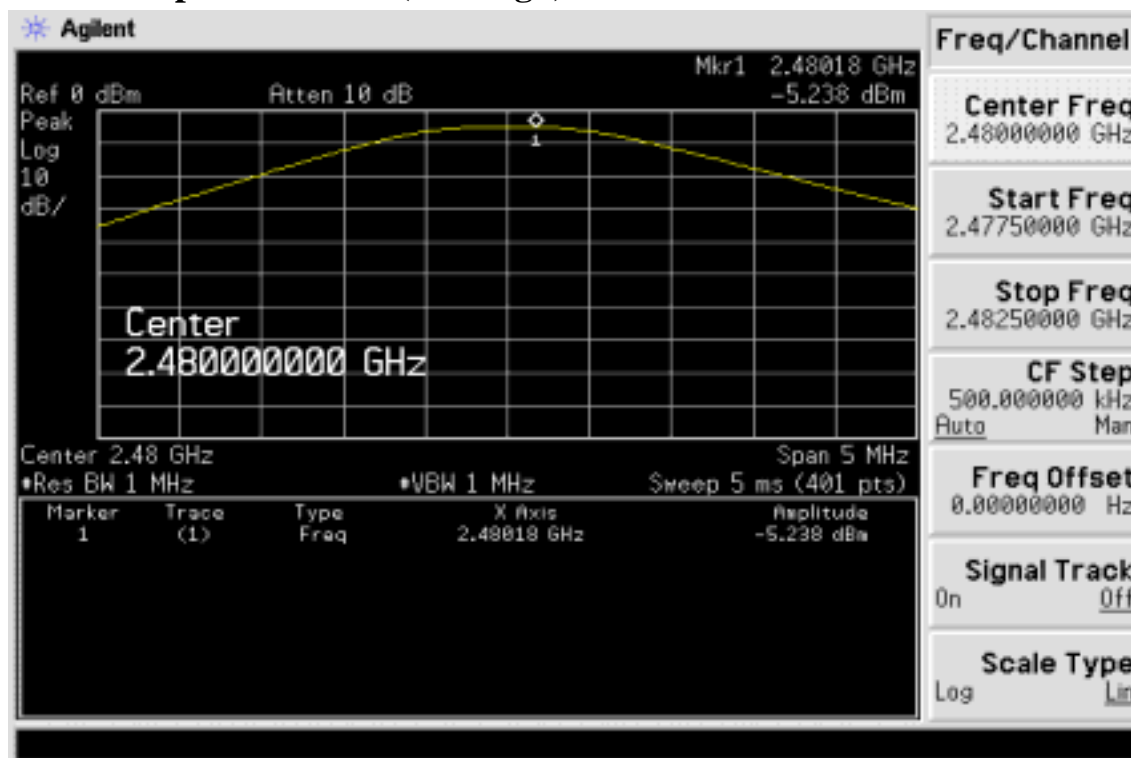 Agilent
Mkr1 2.48018 GHz
Ref 0 dBm Atten 10 dB -5.238 dBm
Peak
Log
10
dB/
1
Center
2.480000000 GHz
Center 2.48 GHz Span 5 MHz
Res BW 1 MHz VBW 1 MHz Sweep 5 ms (401 pts)
Marker Trace Type X Axis Amplitude
1 (1) Freq 2.48018 GHz -5.238 dBm
Freq/Channel
Center Freq
2.48000000 GHz
Start Freq
2.47750000 GHz
Stop Freq
2.48250000 GHz
CF Step
500.000000 kHz
Auto Man
Freq Offset
0.00000000 Hz
Signal Track
On Off
Scale Type
Log Lin